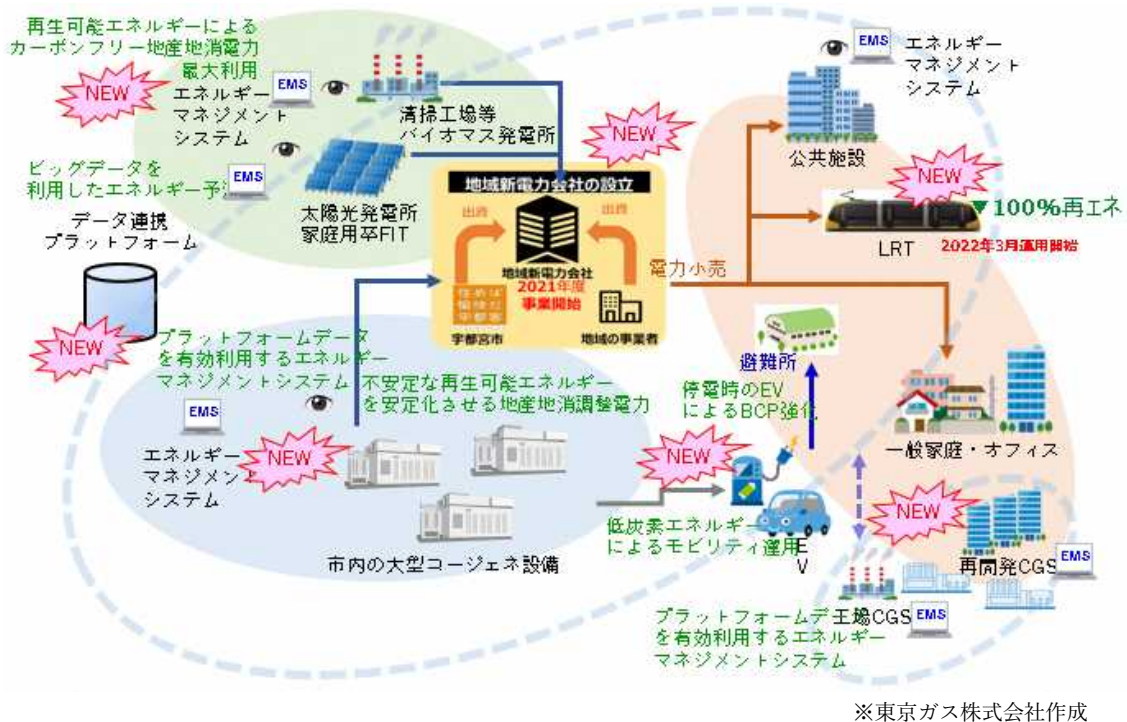 再生可能エネルギーによる
カーボンフリー地産地消電力
最大利用
NEW
EMS
エネルギー
マネジメント
システム
清掃工場等
バイオマス発電所
ビッグデータを
利用したエネルギー予
EMS
太陽光発電所
家庭用卒FIT
データ連携
プラットフォーム
NEW
NEW
地域新電力会社の設立
出資
出資
地域新電力会社
2021年度
事業開始
住めば
愉快だ
宇都宮
宇都宮市
地域の事業者
電力小売
EMS
エネルギー
マネジメント
システム
公共施設
NEW
▼100%再エネ
LRT
2022年3月運用開始
一般家庭・オフィス
プラットフォームデータ
を有効利用するエネルギー
マネジメントシステム
不安定な再生可能エネルギー
を安定化させる地産地消調整電力
EMS
エネルギー
マネジメント
システム
NEW
市内の大型コージェネ設備
避難所
停電時のEV
によるBCP強化
NEW
低炭素エネルギー
によるモビリティ運用
EV
NEW
再開発CGS
EMS
工場CGS
EMS
プラットフォームデ
を有効利用するエネルギー
マネジメントシステム
※東京ガス株式会社作成